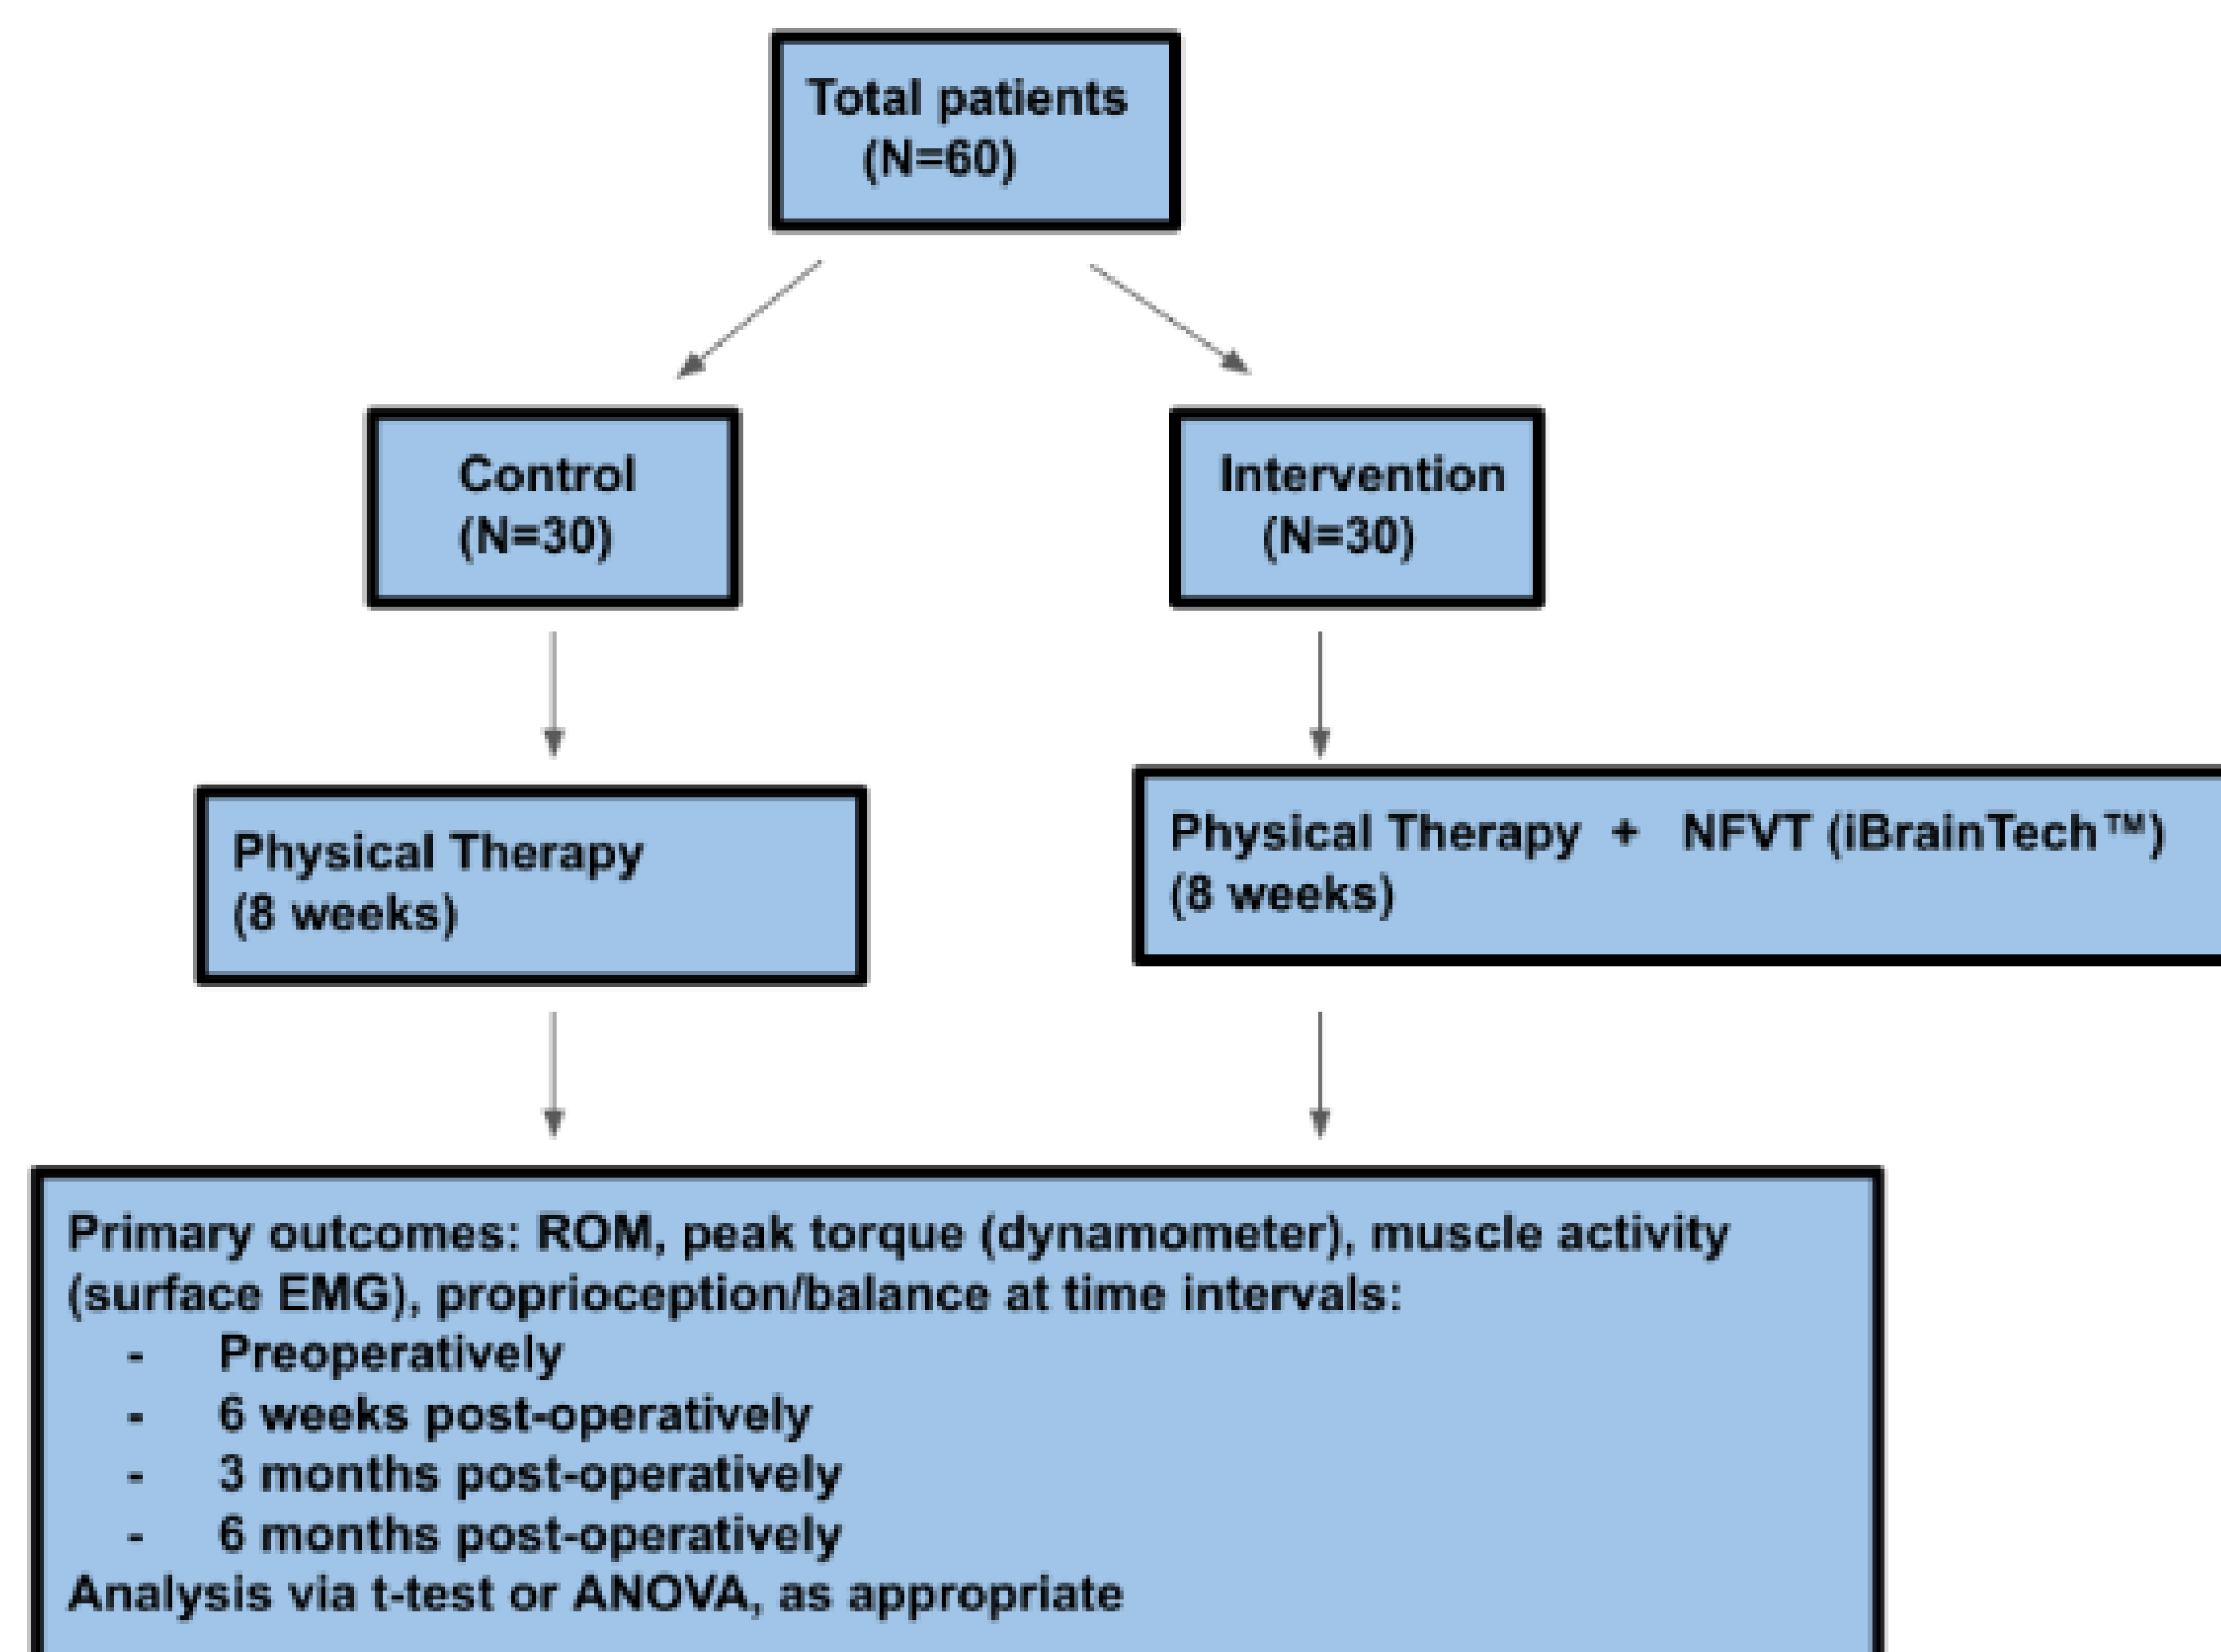 Total patients
(N=60)
Control
(N=30)
Intervention
(N=30)
Physical Therapy
(8 weeks)
Physical Therapy + NFVT (iBrainTech™)
(8 weeks)
Primary outcomes: ROM, peak torque (dynamometer), muscle activity
(surface EMG), proprioception/balance at time intervals:
- Preoperatively
- 6 weeks post-operatively
- 3 months post-operatively
- 6 months post-operatively
Analysis via t-test or ANOVA, as appropriate